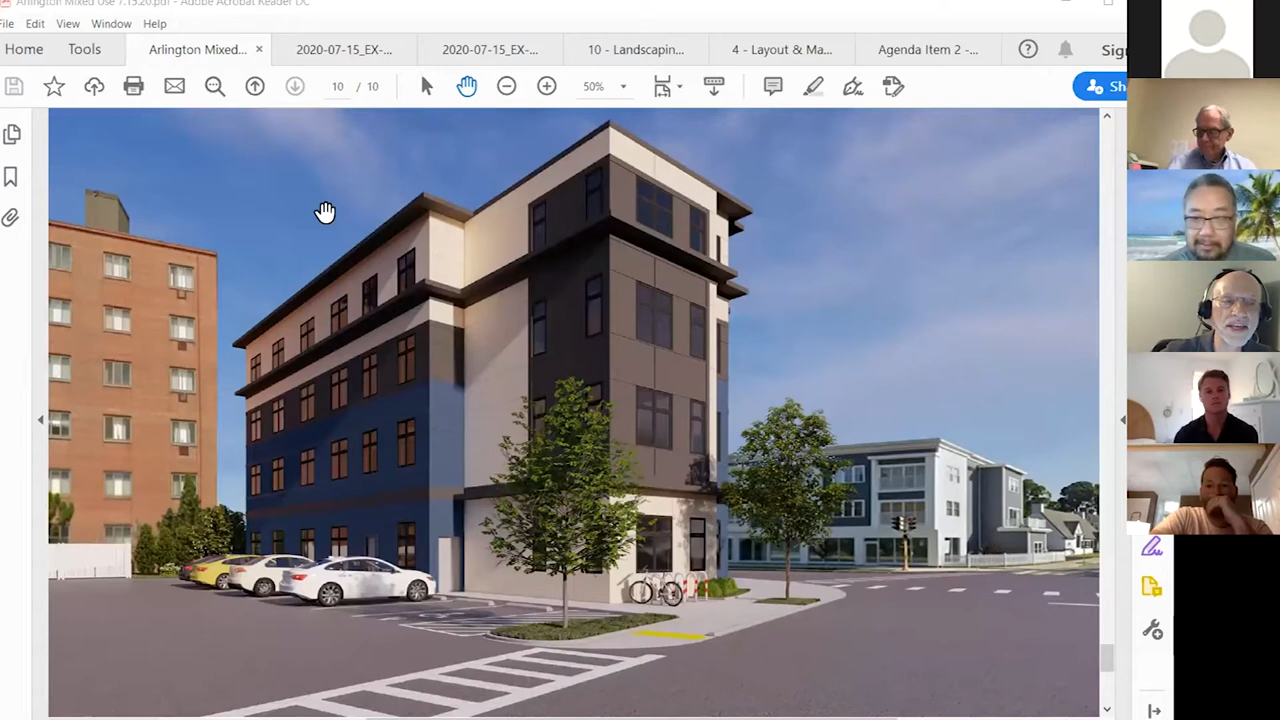 Arlington Mixed Use 7.15.20.pdf - Adobe Acrobat Reader DC
File Edit View Window Help
Home Tools Arlington Mixed... × 2020-07-15_EX-... 2020-07-15_EX-... 10 - Landscapin... 4 - Layout & Ma... Agenda Item 2 -... Sig
10 / 10 50% Sh